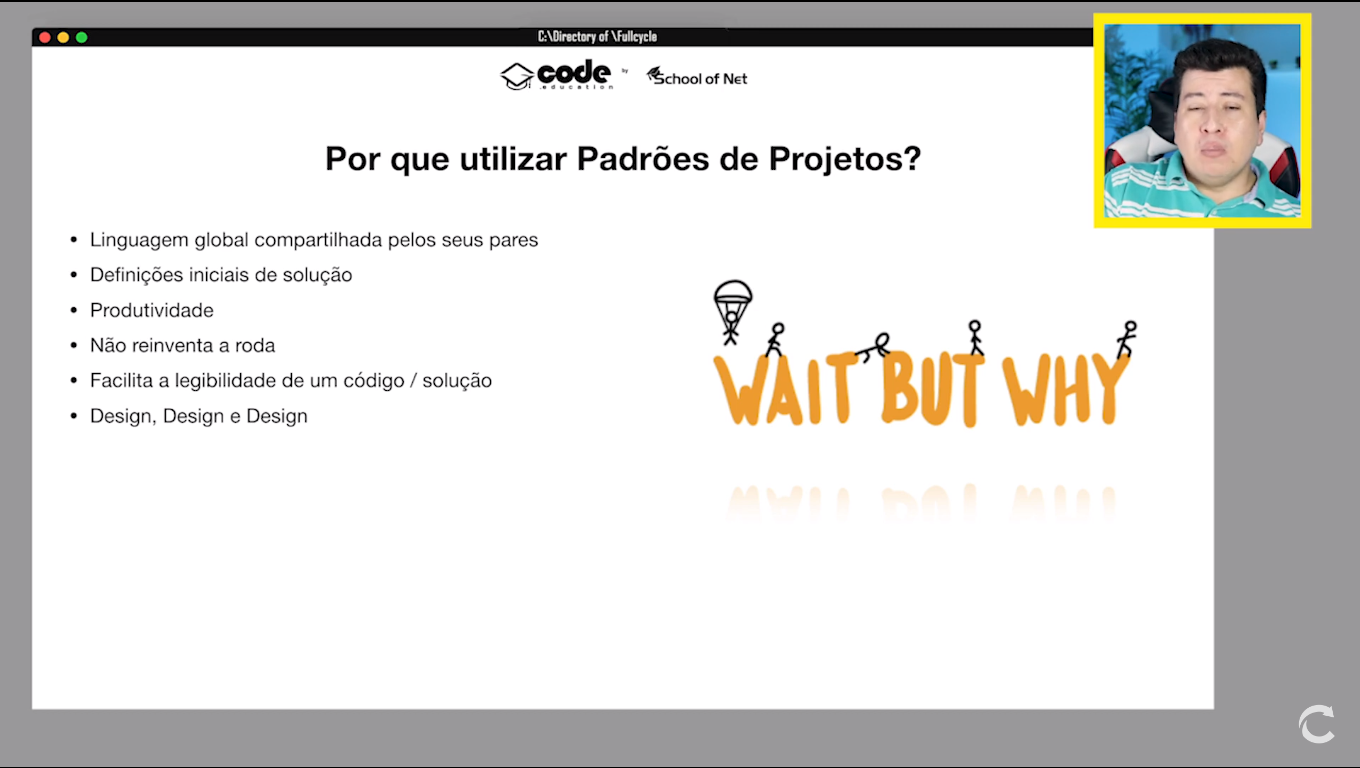 C:\Directory of \Fullcycle
code by School of Net
.education
Por que utilizar Padrões de Projetos?
• Linguagem global compartilhada pelos seus pares
• Definições iniciais de solução
• Produtividade
• Não reinventa a roda
• Facilita a legibilidade de um código / solução
• Design, Design e Design
WAIT BUT WHY